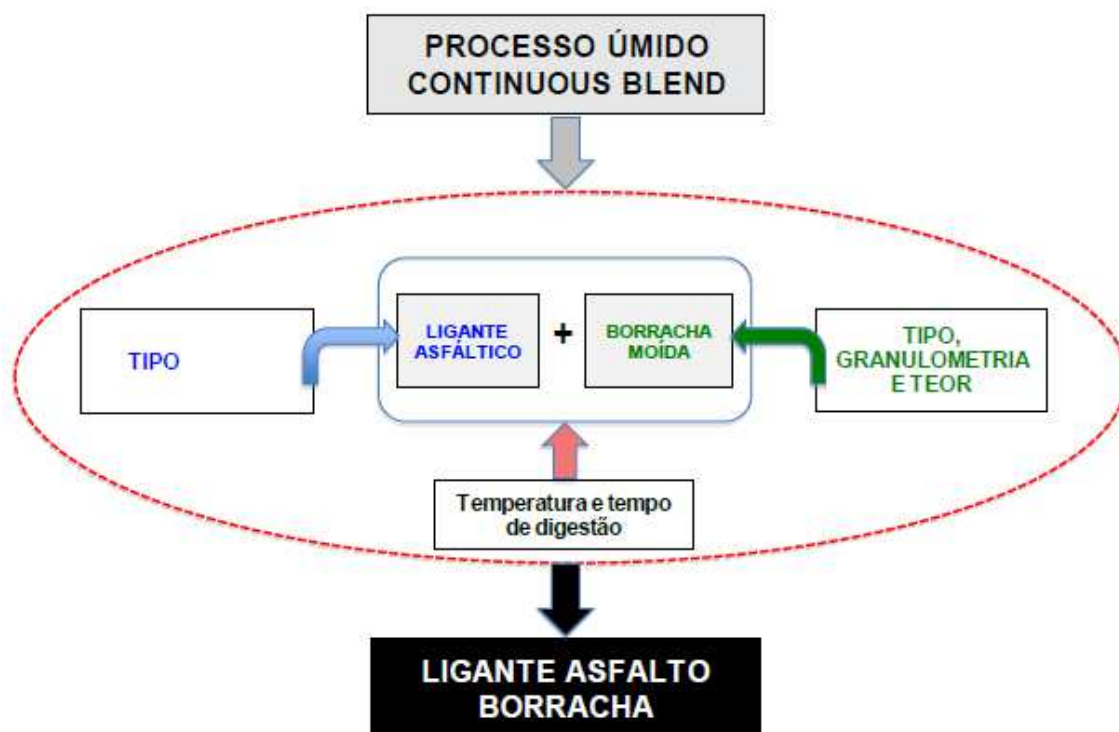 PROCESSO ÚMIDO
CONTINUOUS BLEND
TIPO
LIGANTE
ASFÁLTICO
+
BORRACHA
MOÍDA
TIPO,
GRANULOMETRIA
E TEOR
Temperatura e tempo
de digestão
LIGANTE ASFALTO
BORRACHA